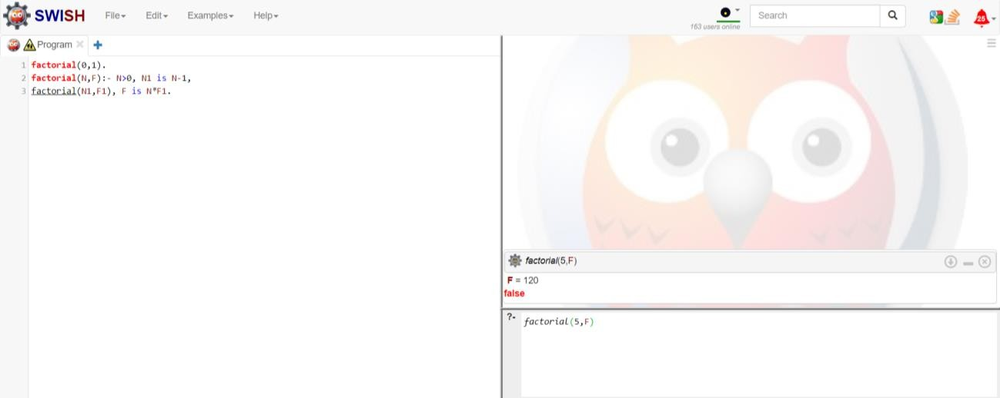 SWISH File Edit Examples Help 163 users online Search 25
Program
1 factorial(0,1).
2 factorial(N,F):- N>0, N1 is N-1,
3 factorial(N1,F1), F is N*F1.
factorial(5,F)
F = 120
false
?- factorial(5,F)